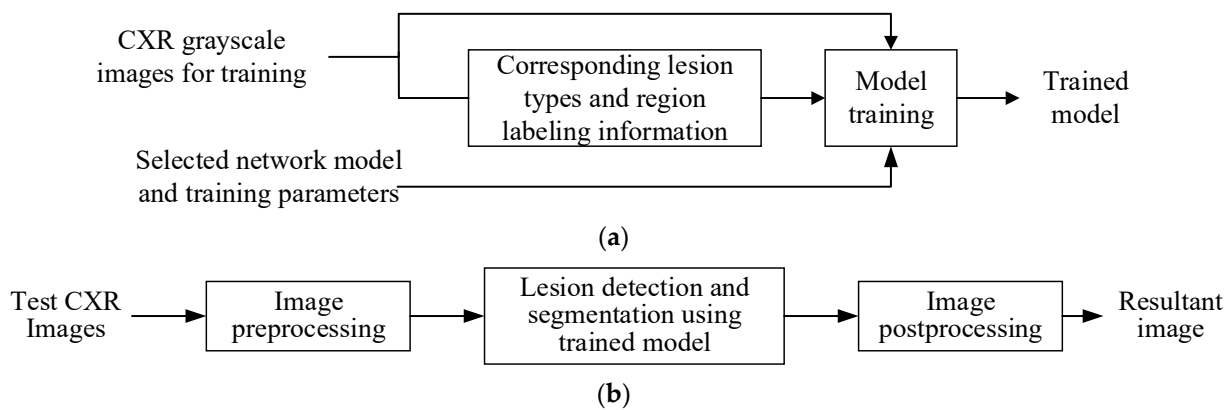 CXR grayscale
images for training
Corresponding lesion
types and region
labeling information
Model
training
Trained
model
Selected network model
and training parameters
(a)
Test CXR
Images
Image
preprocessing
Lesion detection and
segmentation using
trained model
Image
postprocessing
Resultant
image
(b)